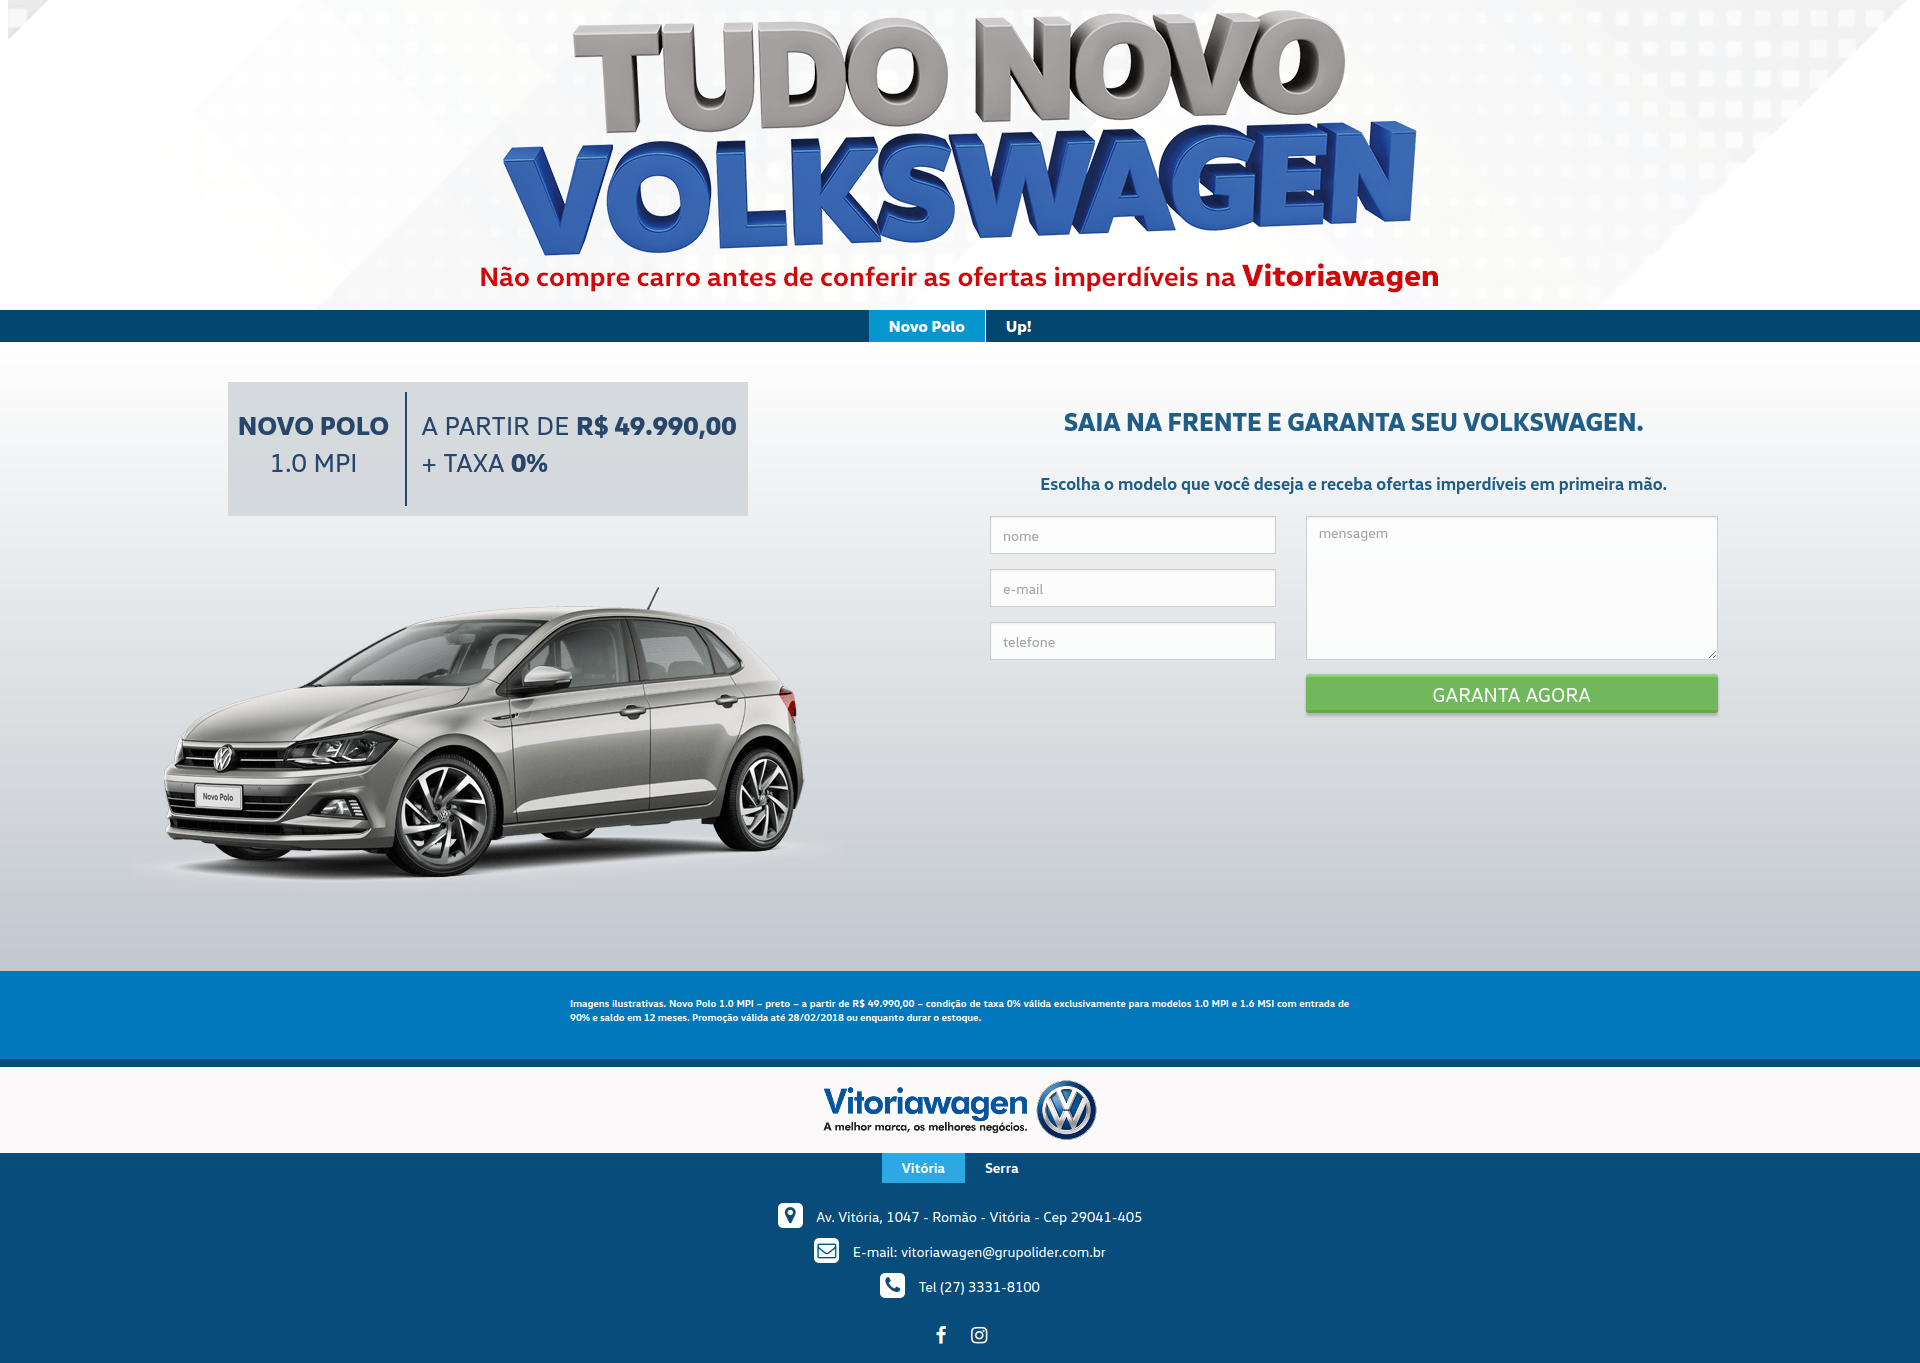 TUDO NOVO
VOLKSWAGEN
Não compre carro antes de conferir as ofertas imperdíveis na Vitoriawagen
Novo Polo
Up!
NOVO POLO
1.0 MPI
A PARTIR DE R$ 49.990,00
+ TAXA 0%
SAIA NA FRENTE E GARANTA SEU VOLKSWAGEN.
Escolha o modelo que você deseja e receba ofertas imperdíveis em primeira mão.
nome
e-mail
telefone
mensagem
GARANTA AGORA
Novo Polo
Imagens ilustrativas. Novo Polo 1.0 MPI – preto – a partir de R$ 49.990,00 – condição de taxa 0% válida exclusivamente para modelos 1.0 MPI e 1.6 MSI com entrada de
90% e saldo em 12 meses. Promoção válida até 28/02/2018 ou enquanto durar o estoque.
Vitoriawagen
A melhor marca, os melhores negócios.
Vitória
Serra
Av. Vitória, 1047 - Romão - Vitória - Cep 29041-405
E-mail: vitoriawagen@grupolider.com.br
Tel (27) 3331-8100